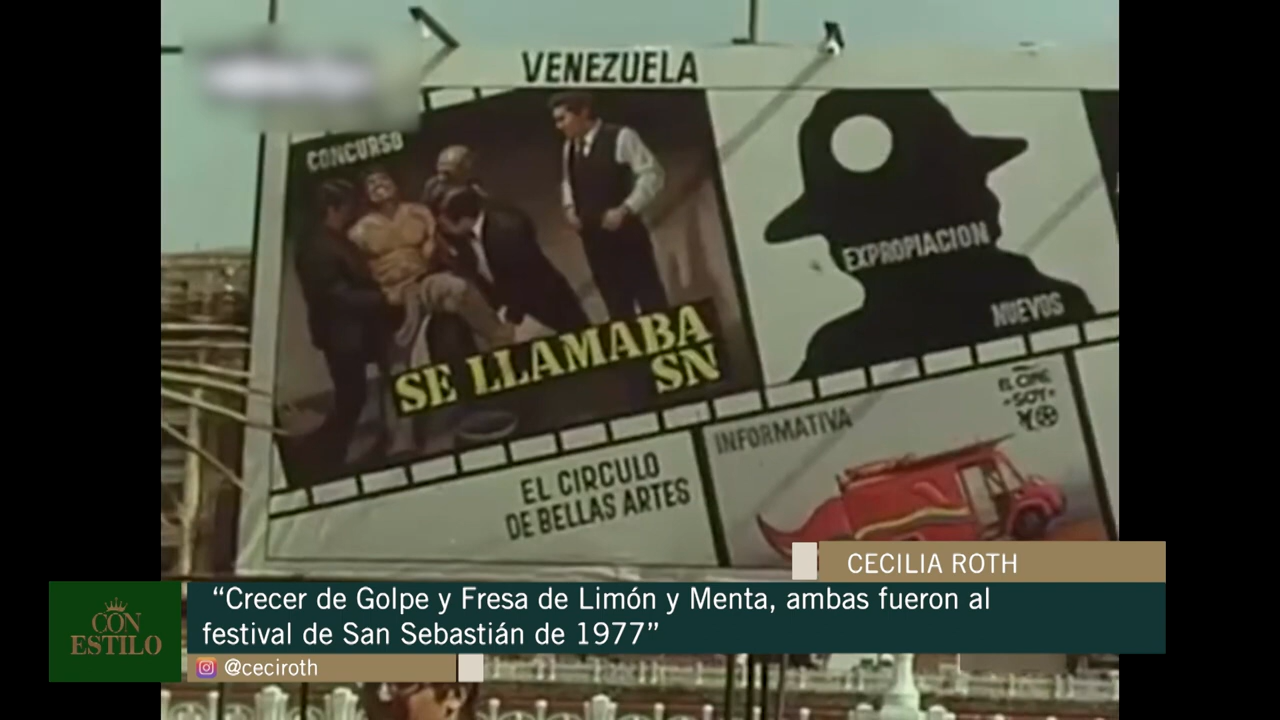 VENEZUELA
CONCURSO
SE LLAMABA
SN
EXPROPIACION
NUEVOS
EL CIRCULO
DE BELLAS ARTES
INFORMATIVA
EL CINE
SOY
YO
CECILIA ROTH
“Crecer de Golpe y Fresa de Limón y Menta, ambas fueron al
festival de San Sebastián de 1977”
CON
ESTILO
@ceciroth